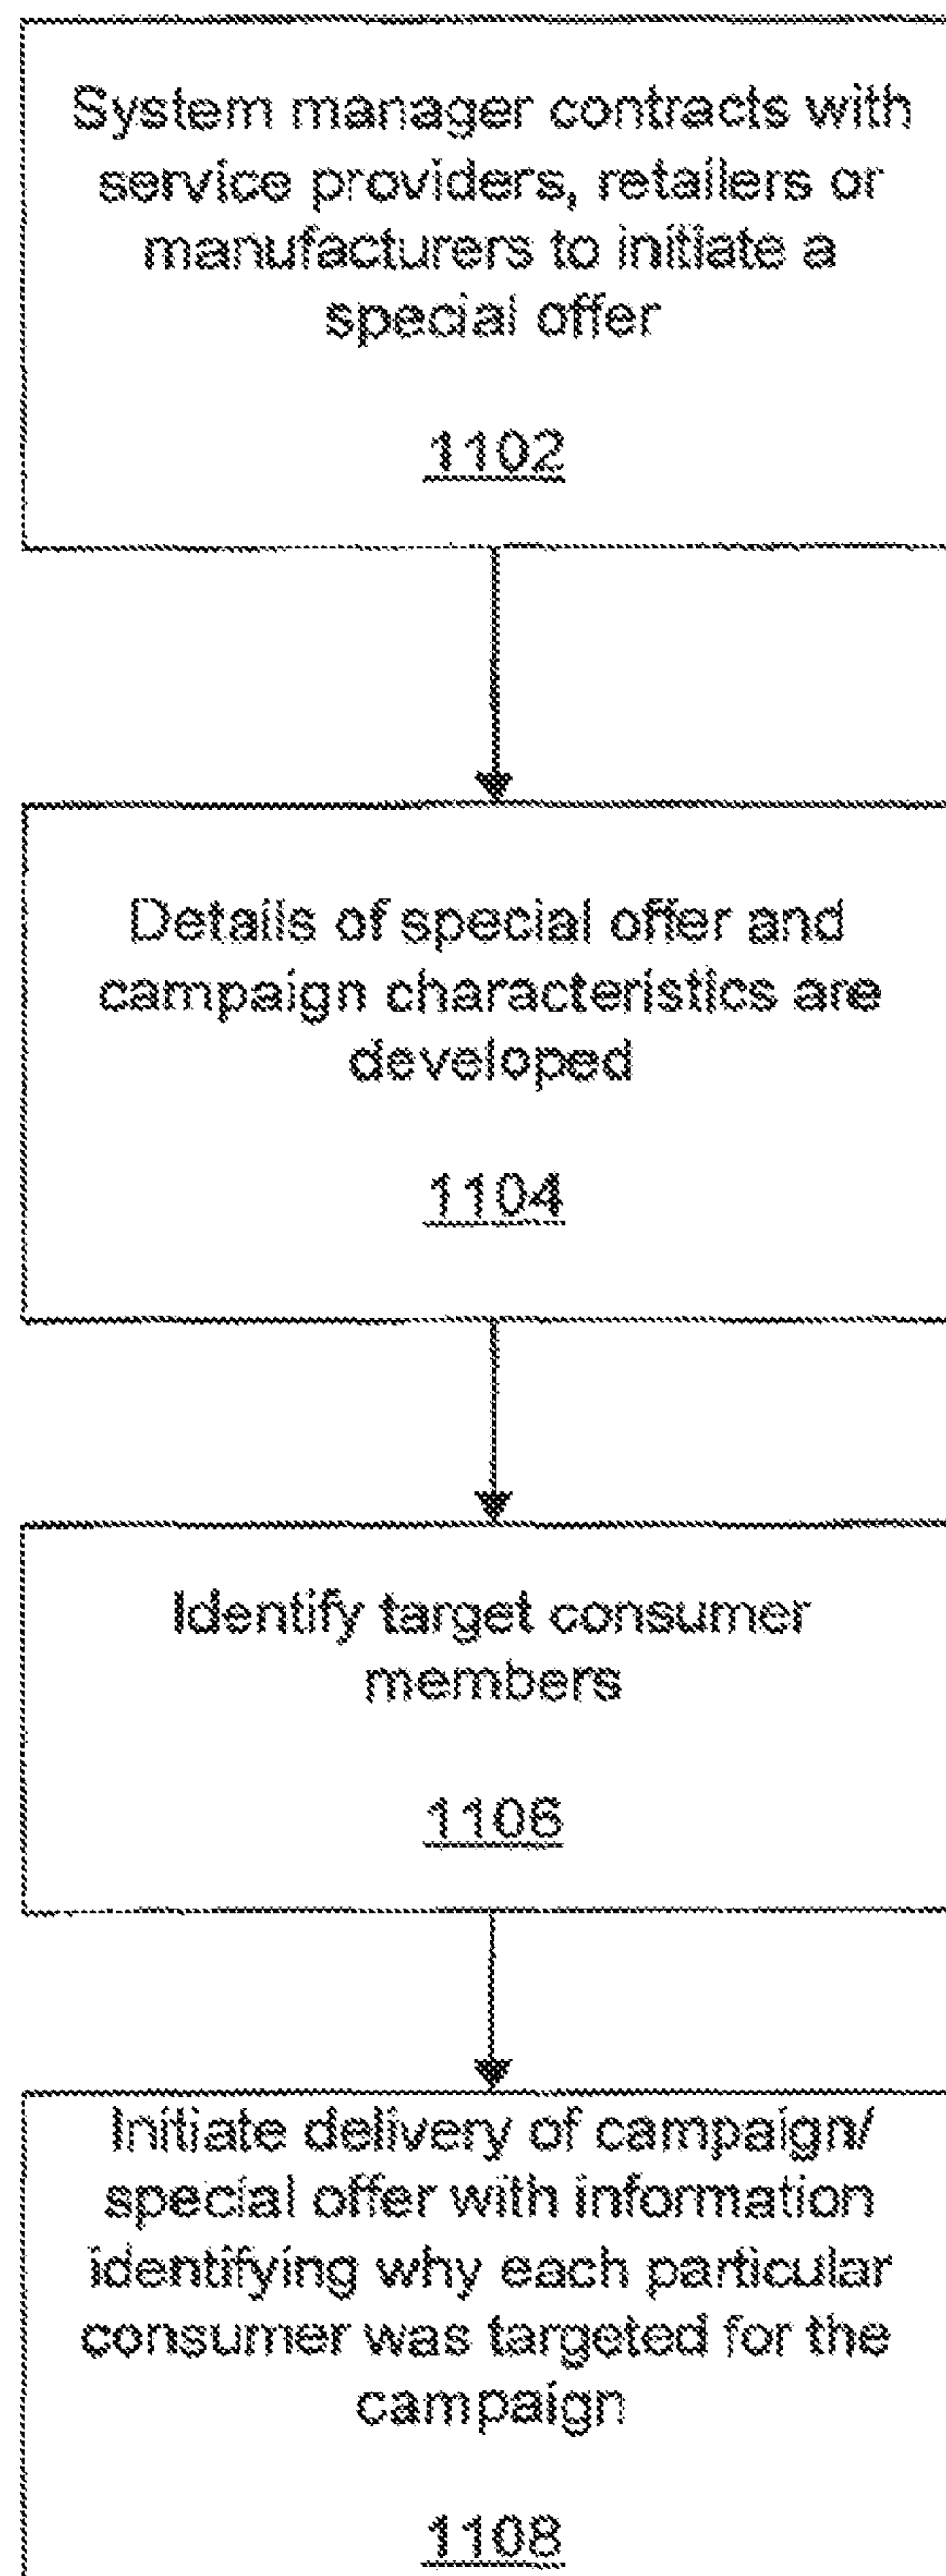 System manager contracts with
service providers, retailers or
manufacturers to initiate a
special offer
1102
Details of special offer and
campaign characteristics are
developed
1104
Identify target consumer
members
1106
Initiate delivery of campaign/
special offer with information
identifying why each particular
consumer was targeted for the
campaign
1108